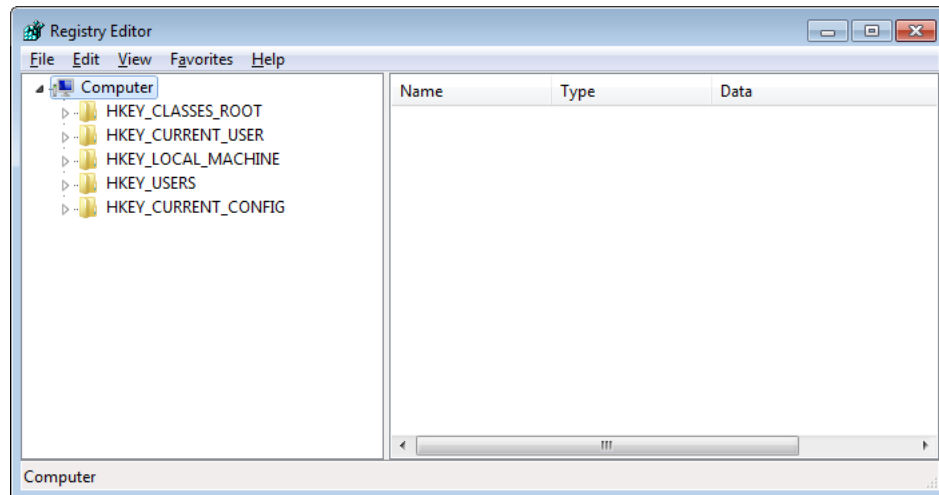 Registry Editor
File Edit View Favorites Help
Computer
HKEY_CLASSES_ROOT
HKEY_CURRENT_USER
HKEY_LOCAL_MACHINE
HKEY_USERS
HKEY_CURRENT_CONFIG
Name Type Data
Computer